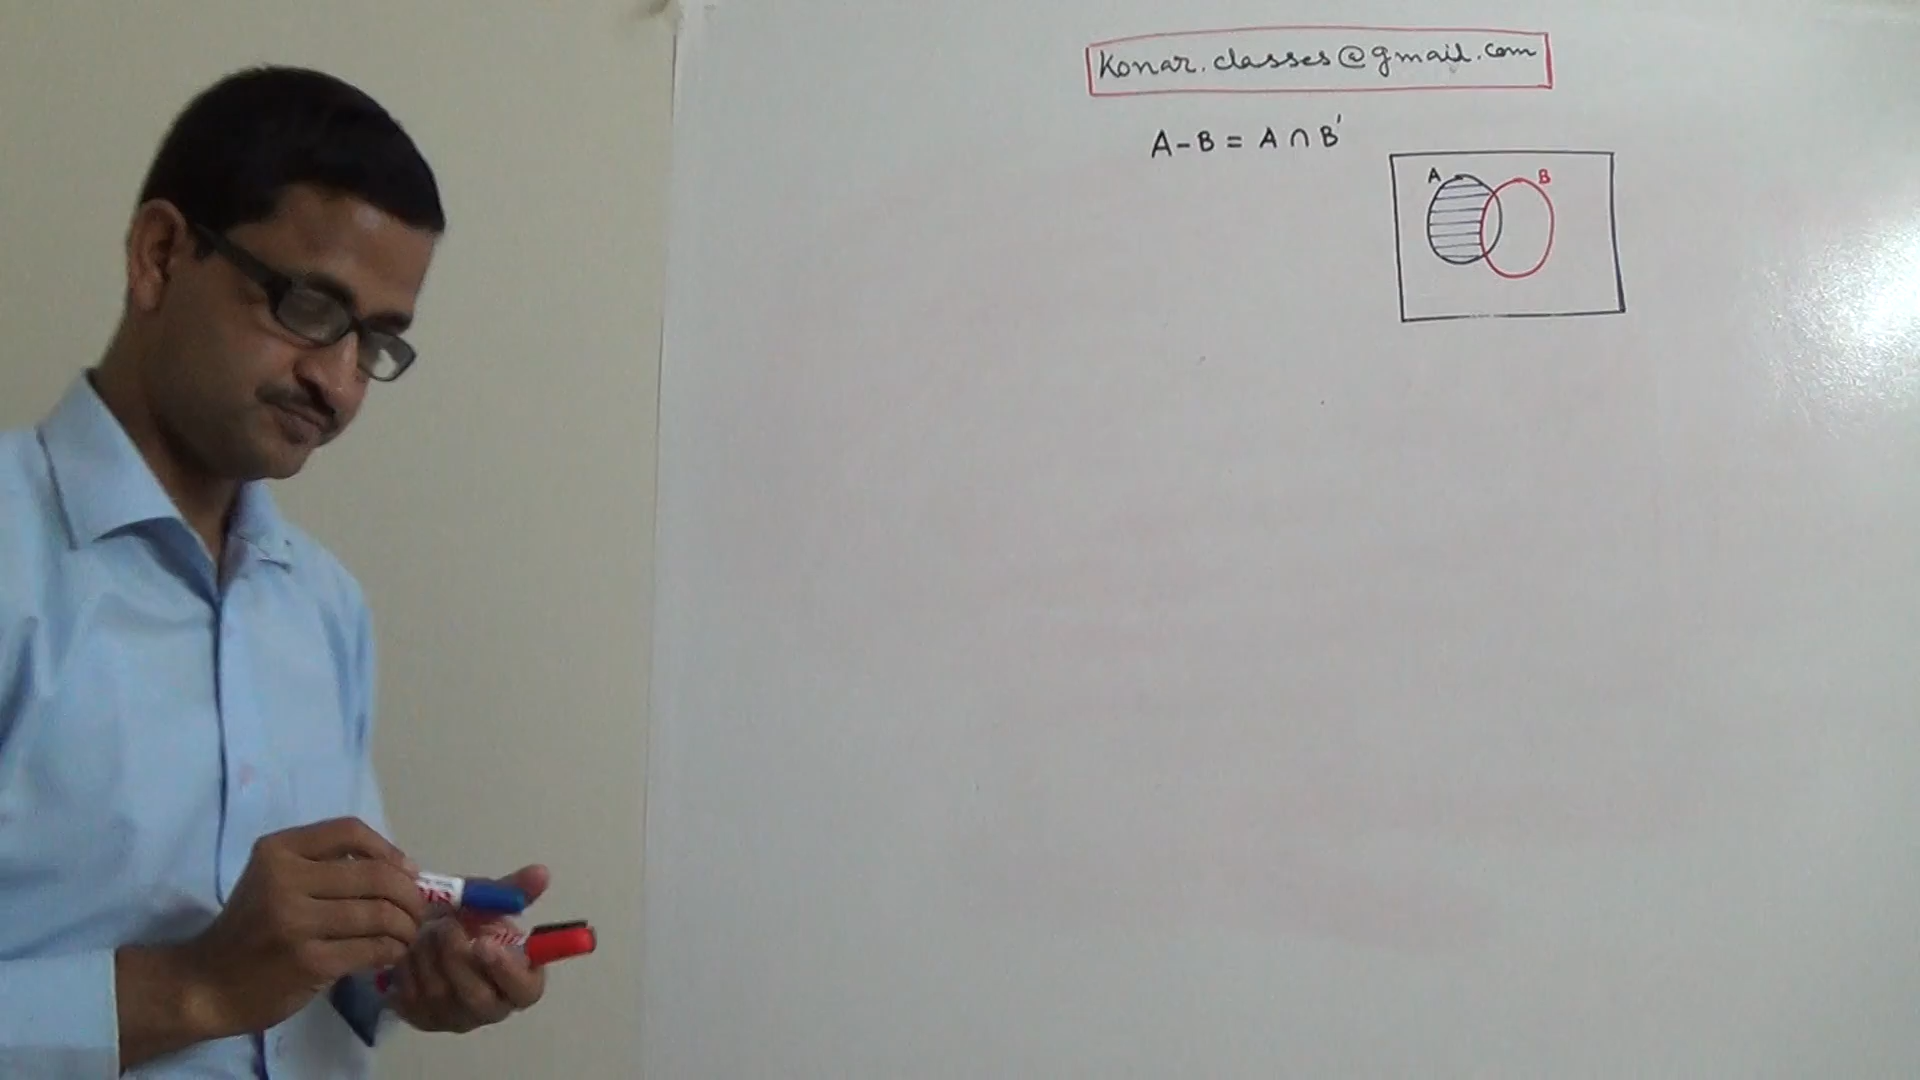 Konar.classes@gmail.com
A-B = A ∩ B'
A B